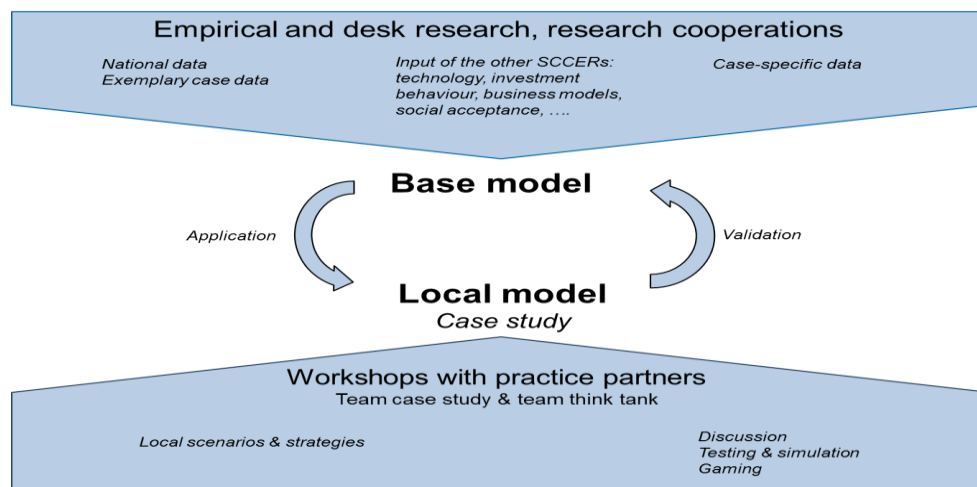 Empirical and desk research, research cooperations
National data
Exemplary case data
Input of the other SCCERs:
technology, investment
behaviour, business models,
social acceptance, ....
Case-specific data
Base model
Application
Validation
Local model
Case study
Workshops with practice partners
Team case study & team think tank
Local scenarios & strategies
Discussion
Testing & simulation
Gaming